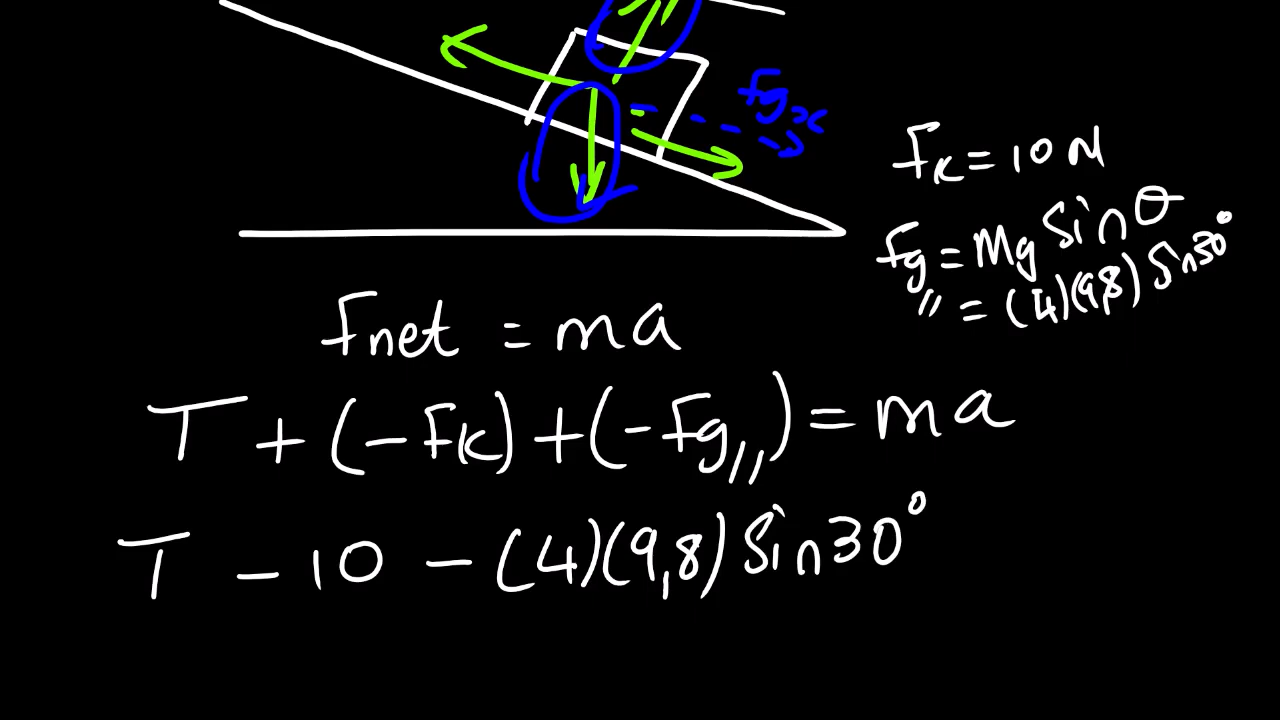 Fgx
Fk = 10 N
Fg = Mg Sin θ
// = (4)(9,8) Sin 30°
Fnet = ma
T + (-Fk) + (-Fg//) = ma
T - 10 - (4)(9,8) Sin 30°